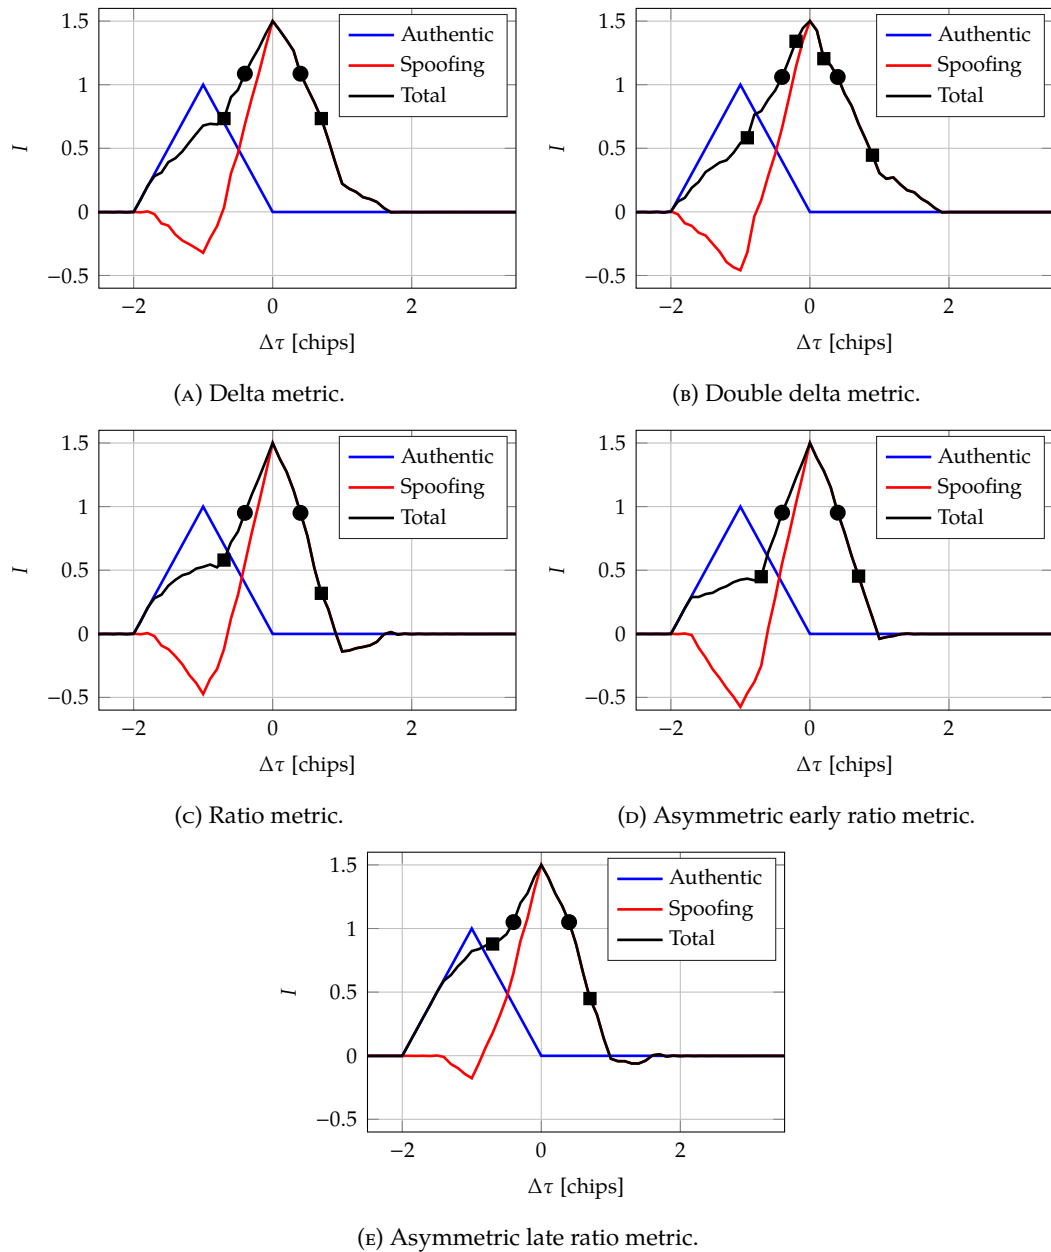 1.5
1
0.5
0
−0.5
I
Authentic
Spoofing
Total
−2 0 2
Δτ [chips]
(A) Delta metric.
1.5
1
0.5
0
−0.5
I
Authentic
Spoofing
Total
−2 0 2
Δτ [chips]
(B) Double delta metric.
1.5
1
0.5
0
−0.5
I
Authentic
Spoofing
Total
−2 0 2
Δτ [chips]
(C) Ratio metric.
1.5
1
0.5
0
−0.5
I
Authentic
Spoofing
Total
−2 0 2
Δτ [chips]
(D) Asymmetric early ratio metric.
1.5
1
0.5
0
−0.5
I
Authentic
Spoofing
Total
−2 0 2
Δτ [chips]
(E) Asymmetric late ratio metric.